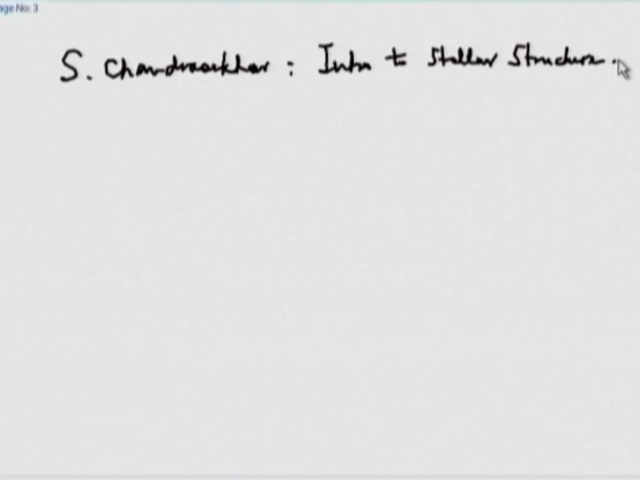 age No: 3
S. Chandrasekhar : Intro to Stellar Structure.